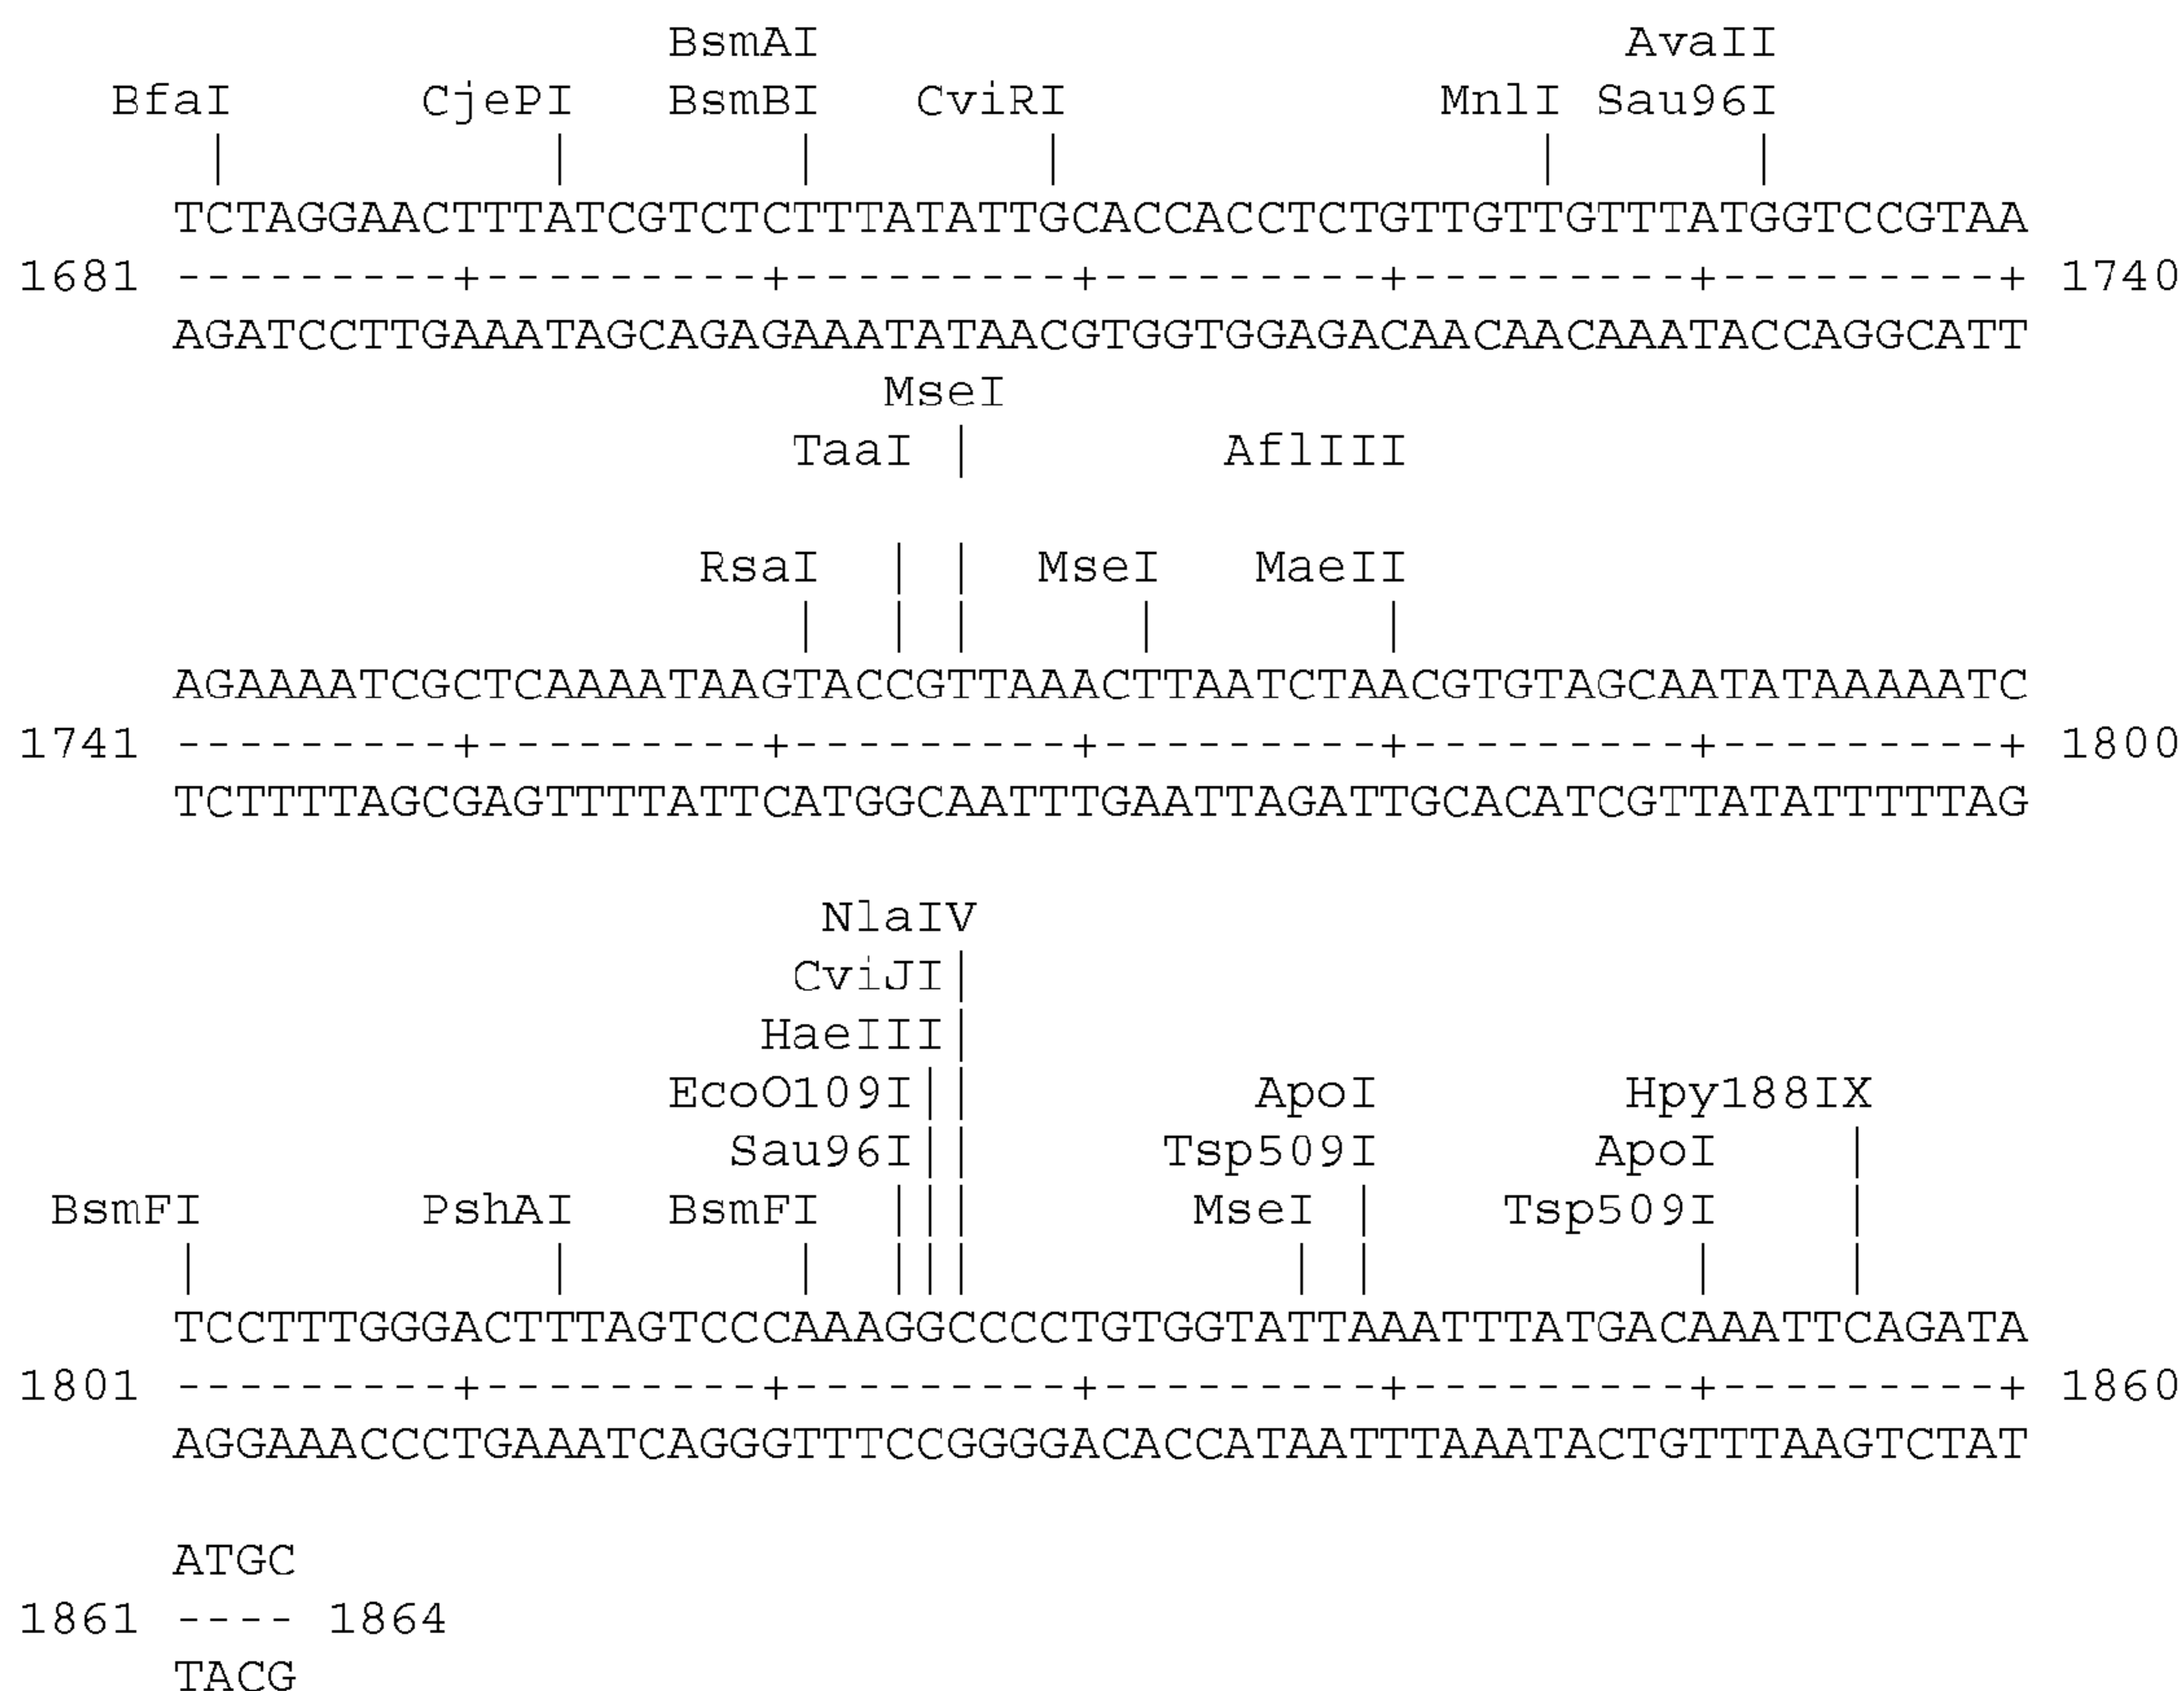 BsmAI AvaII
BfaI CjePI BsmBI CviRI MnlI Sau96I
| | | | | |
TCTAGGAACTTTATCGTCTCTTTATATTGCACCACCTCTGTTGTTGTTTATGGTCCGTAA
1681 ---------+---------+---------+---------+---------+---------+ 1740
AGATCCTTGAAATAGCAGAGAAATATAACGTGGTGGAGACAACAACAAATACCAGGCATT
MseI
TaaI | AflIII
RsaI | | MseI MaeII
| | | | |
AGAAAATCGCTCAAAATAAGTACCGTTAAACTTAATCTAACGTGTAGCAATATAAAAATC
1741 ---------+---------+---------+---------+---------+---------+ 1800
TCTTTTAGCGAGTTTTATTCATGGCAATTTGAATTAGATTGCACATCGTTATATTTTTAG
NlaIV
CviJI|
HaeIII|
EcoO109I|| ApoI Hpy188IX
Sau96I|| Tsp509I ApoI |
BsmFI PshAI BsmFI ||| MseI | Tsp509I |
| | | ||| | | | |
TCCTTTGGGACTTTAGTCCCAAAGGCCCCTGTGGTATTAAATTTATGACAAATTCAGATA
1801 ---------+---------+---------+---------+---------+---------+ 1860
AGGAAACCCTGAAATCAGGGTTTCCGGGGACACCATAATTTAAATACTGTTTAAGTCTAT
ATGC
1861 ---- 1864
TACG